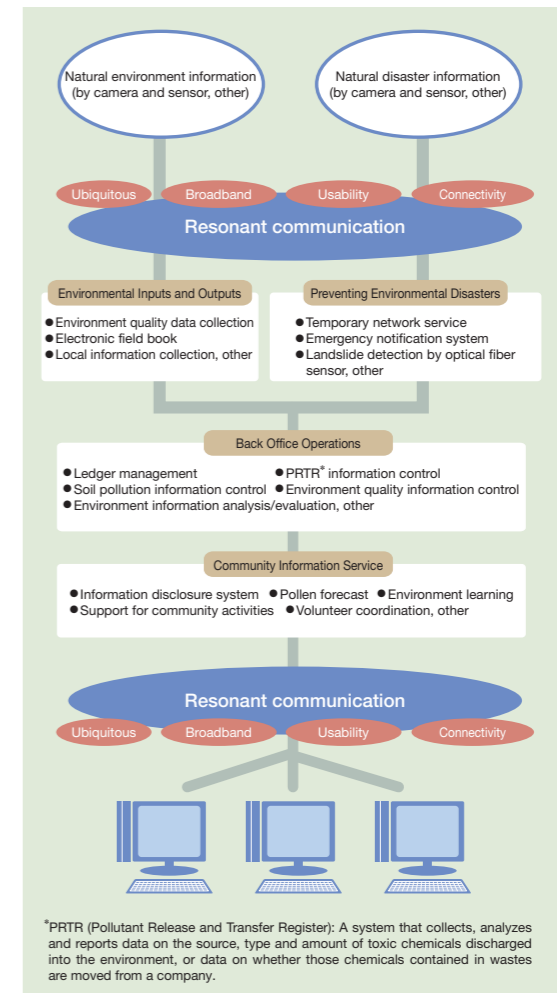 Natural environment information
(by camera and sensor, other)
Natural disaster information
(by camera and sensor, other)
Ubiquitous Broadband Usability Connectivity
Resonant communication
Environmental Inputs and Outputs
●Environment quality data collection
●Electronic field book
●Local information collection, other
Preventing Environmental Disasters
●Temporary network service
●Emergency notification system
●Landslide detection by optical fiber
sensor, other
Back Office Operations
●Ledger management ●PRTR* information control
●Soil pollution information control ●Environment quality information control
●Environment information analysis/evaluation, other
Community Information Service
●Information disclosure system ●Pollen forecast ●Environment learning
●Support for community activities ●Volunteer coordination, other
Resonant communication
Ubiquitous Broadband Usability Connectivity
*PRTR (Pollutant Release and Transfer Register): A system that collects, analyzes
and reports data on the source, type and amount of toxic chemicals discharged
into the environment, or data on whether those chemicals contained in wastes
are moved from a company.